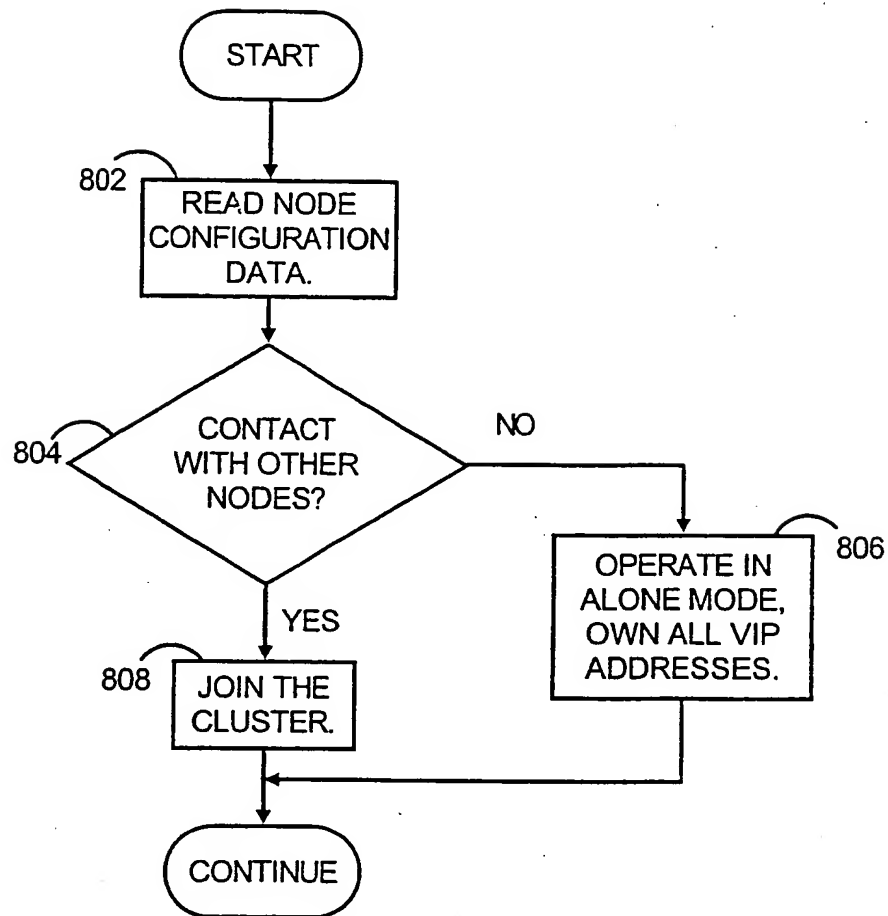 START
802
READ NODE
CONFIGURATION
DATA.
804
CONTACT
WITH OTHER
NODES?
NO
806
OPERATE IN
ALONE MODE,
OWN ALL VIP
ADDRESSES.
YES
808
JOIN THE
CLUSTER.
CONTINUE